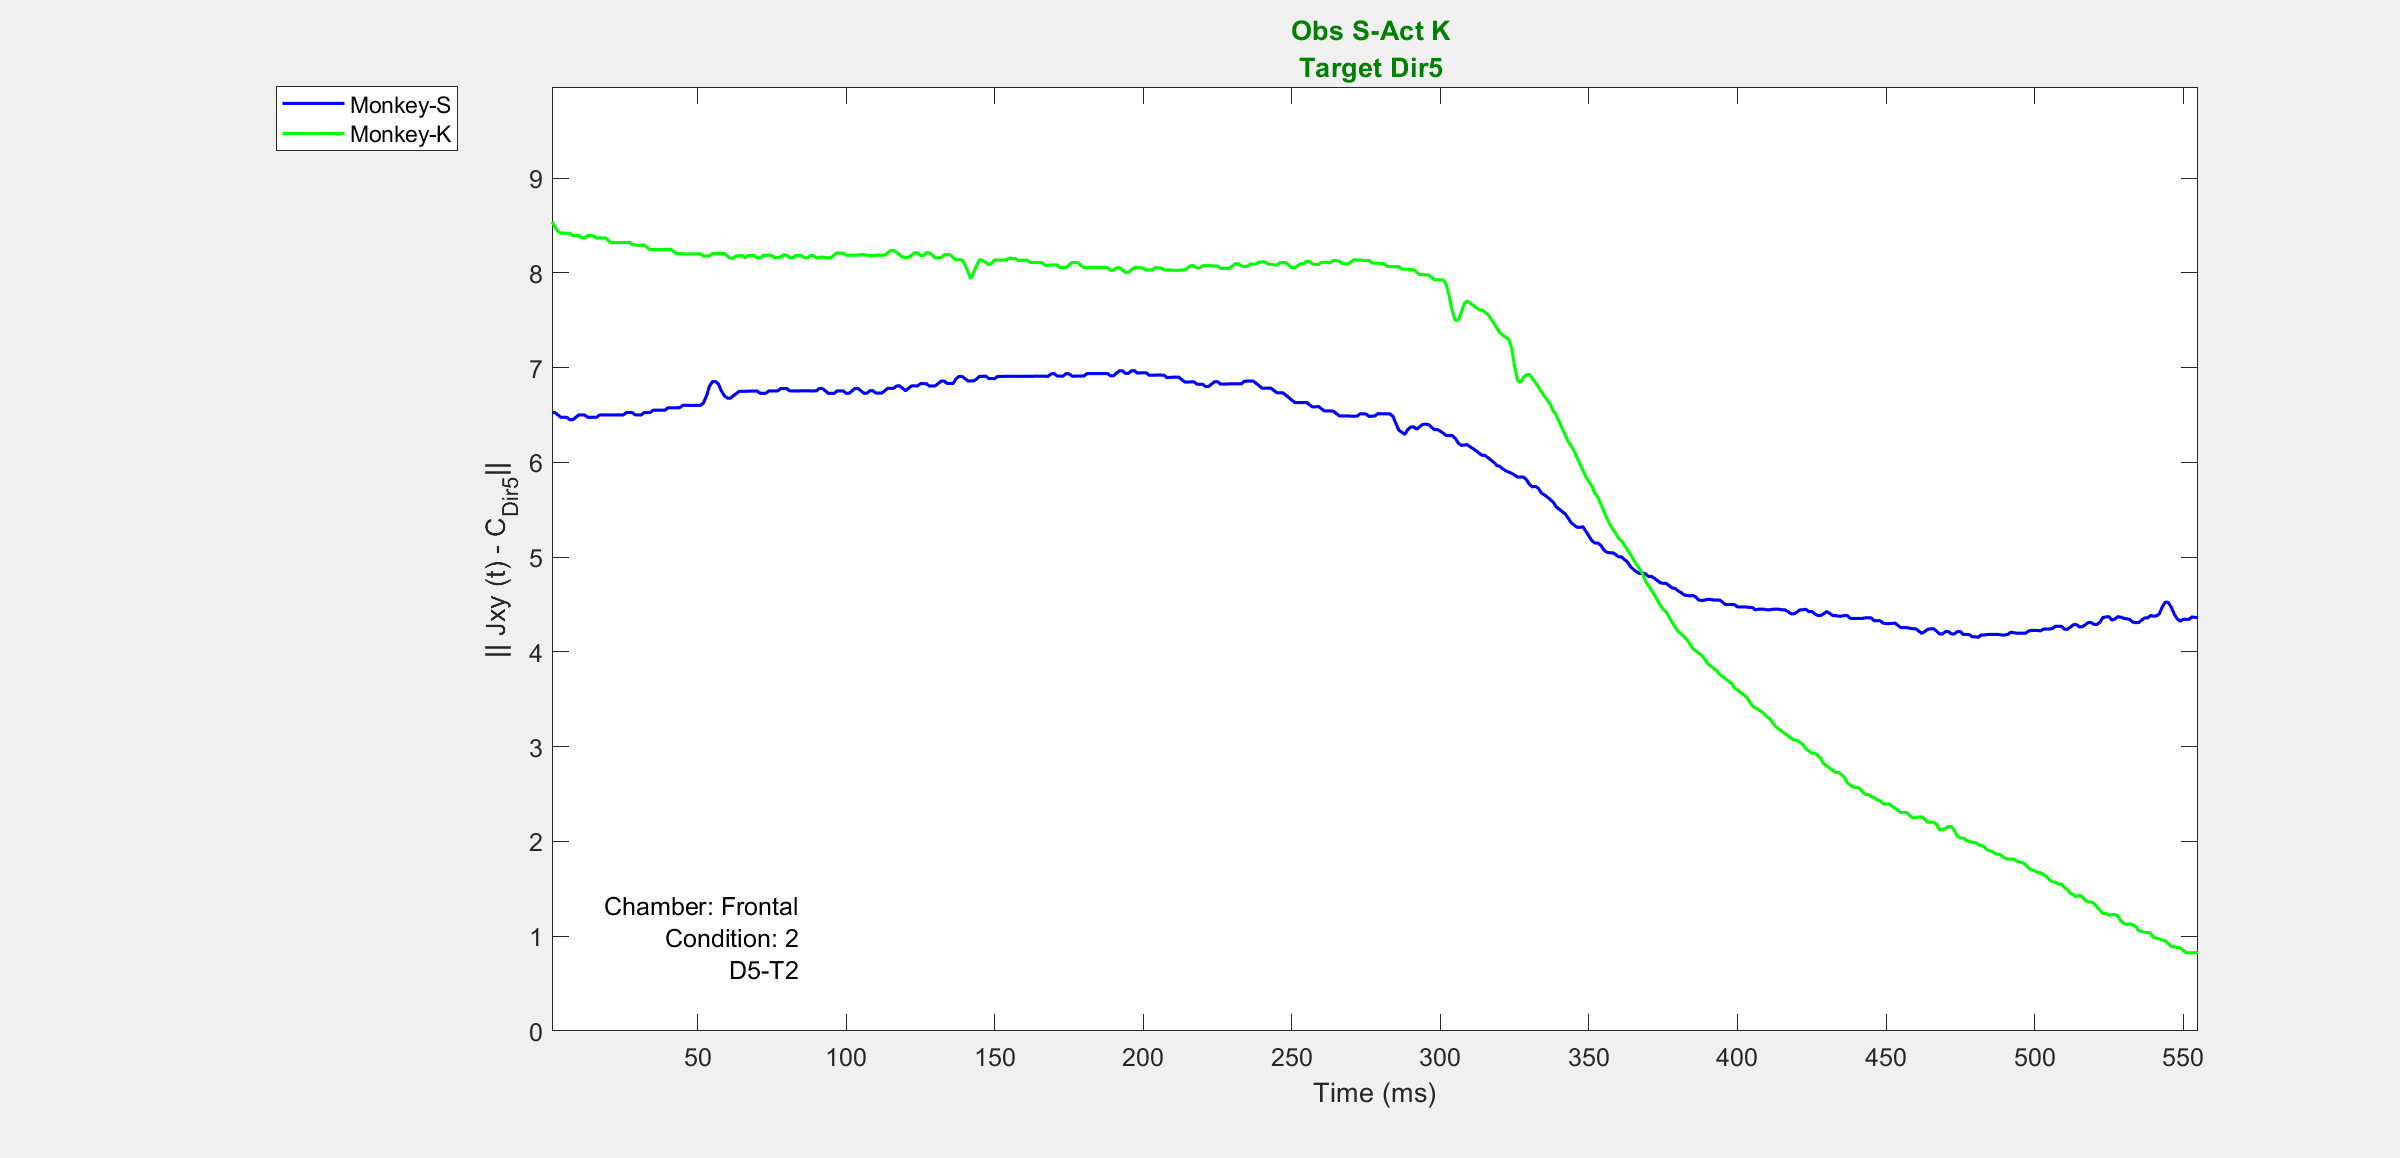 Obs S-Act K
Target Dir5
Monkey-S
Monkey-K
9
8
7
6
5
4
3
2
1
0
|| Jxy (t) - C_Dir5||
Chamber: Frontal
Condition: 2
D5-T2
50 100 150 200 250 300 350 400 450 500 550
Time (ms)